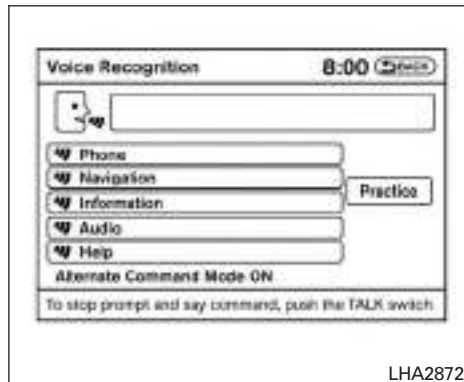 Voice Recognition 8:00 BACK
Phone
Navigation
Practice
Information
Audio
Help
Alternate Command Mode ON
To stop prompt and say command, push the TALK switch
LHA2872